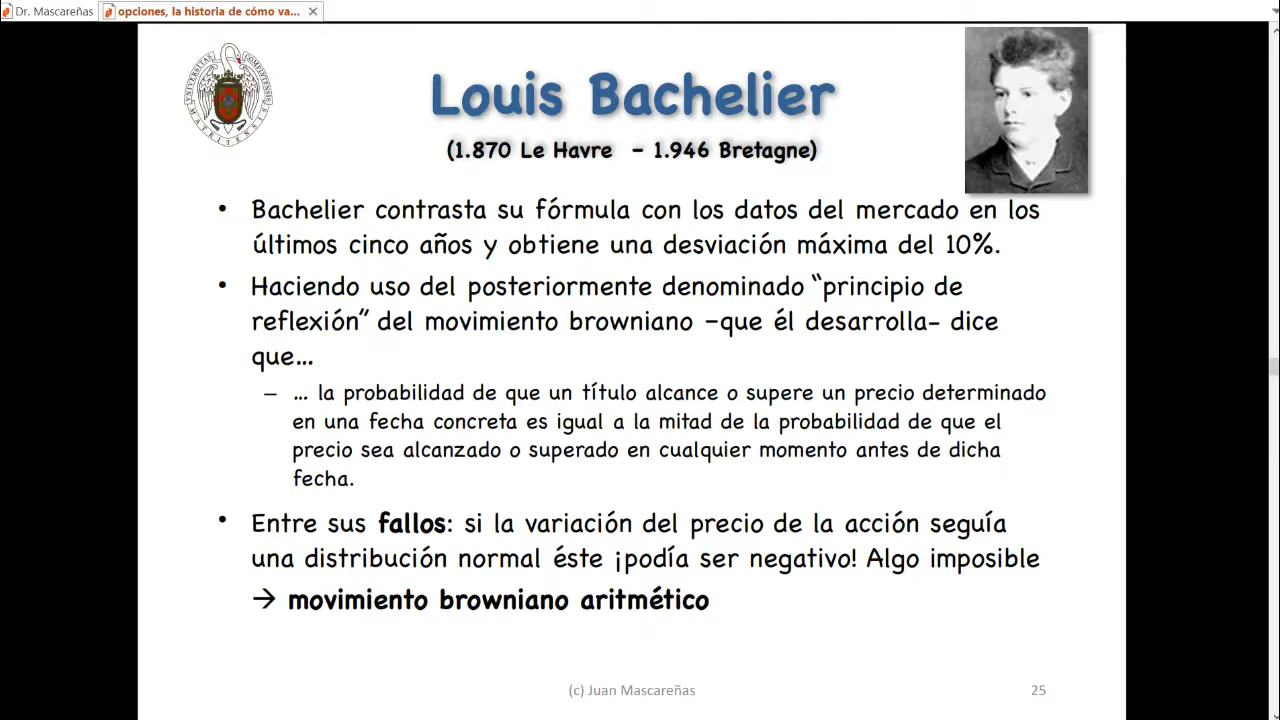 Dr. Mascareñas
opciones, la historia de cómo va...
Louis Bachelier
(1.870 Le Havre – 1.946 Bretagne)
• Bachelier contrasta su fórmula con los datos del mercado en los
últimos cinco años y obtiene una desviación máxima del 10%.
• Haciendo uso del posteriormente denominado “principio de
reflexión” del movimiento browniano –que él desarrolla- dice
que…
– … la probabilidad de que un título alcance o supere un precio determinado
en una fecha concreta es igual a la mitad de la probabilidad de que el
precio sea alcanzado o superado en cualquier momento antes de dicha
fecha.
• Entre sus fallos: si la variación del precio de la acción seguía
una distribución normal éste ¡podía ser negativo! Algo imposible
→ movimiento browniano aritmético
(c) Juan Mascareñas
25